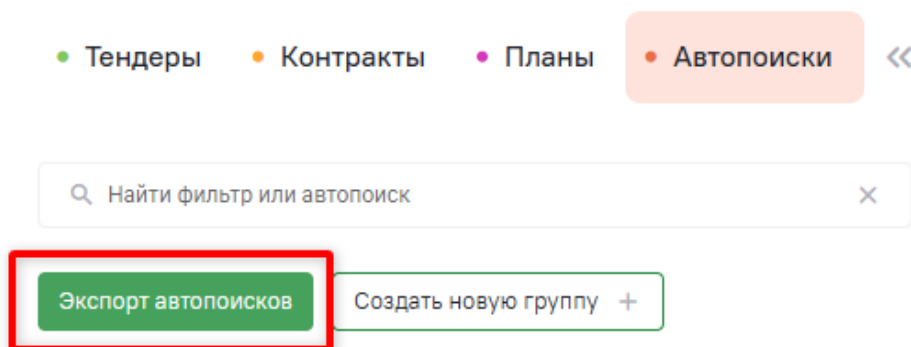 Тендеры Контракты Планы Автопоиски
Найти фильтр или автопоиск
Экспорт автопоисков Создать новую группу +